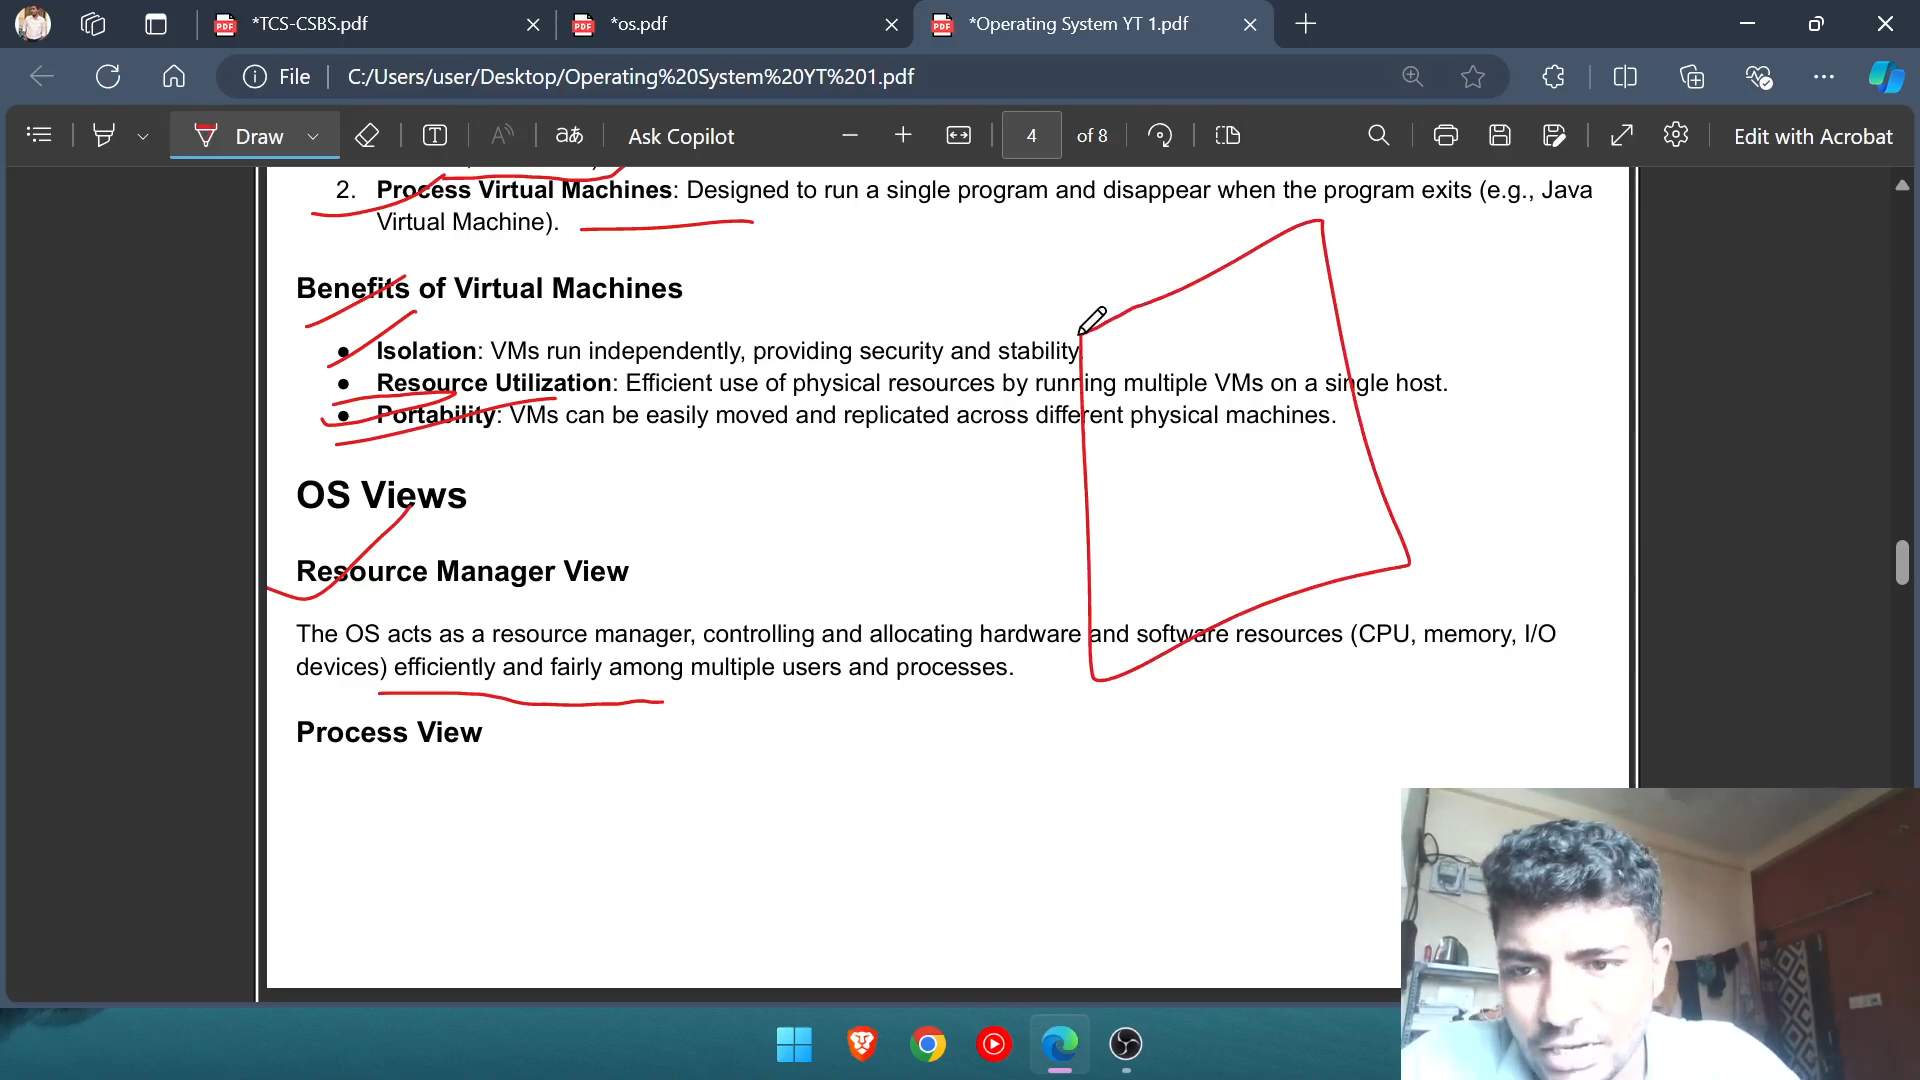 *TCS-CSBS.pdf
*os.pdf
*Operating System YT 1.pdf
File
C:/Users/user/Desktop/Operating%20System%20YT%201.pdf
Draw
Ask Copilot
4
of 8
Edit with Acrobat
2. Process Virtual Machines: Designed to run a single program and disappear when the program exits (e.g., Java
Virtual Machine).
Benefits of Virtual Machines
● Isolation: VMs run independently, providing security and stability.
● Resource Utilization: Efficient use of physical resources by running multiple VMs on a single host.
● Portability: VMs can be easily moved and replicated across different physical machines.
OS Views
Resource Manager View
The OS acts as a resource manager, controlling and allocating hardware and software resources (CPU, memory, I/O
devices) efficiently and fairly among multiple users and processes.
Process View